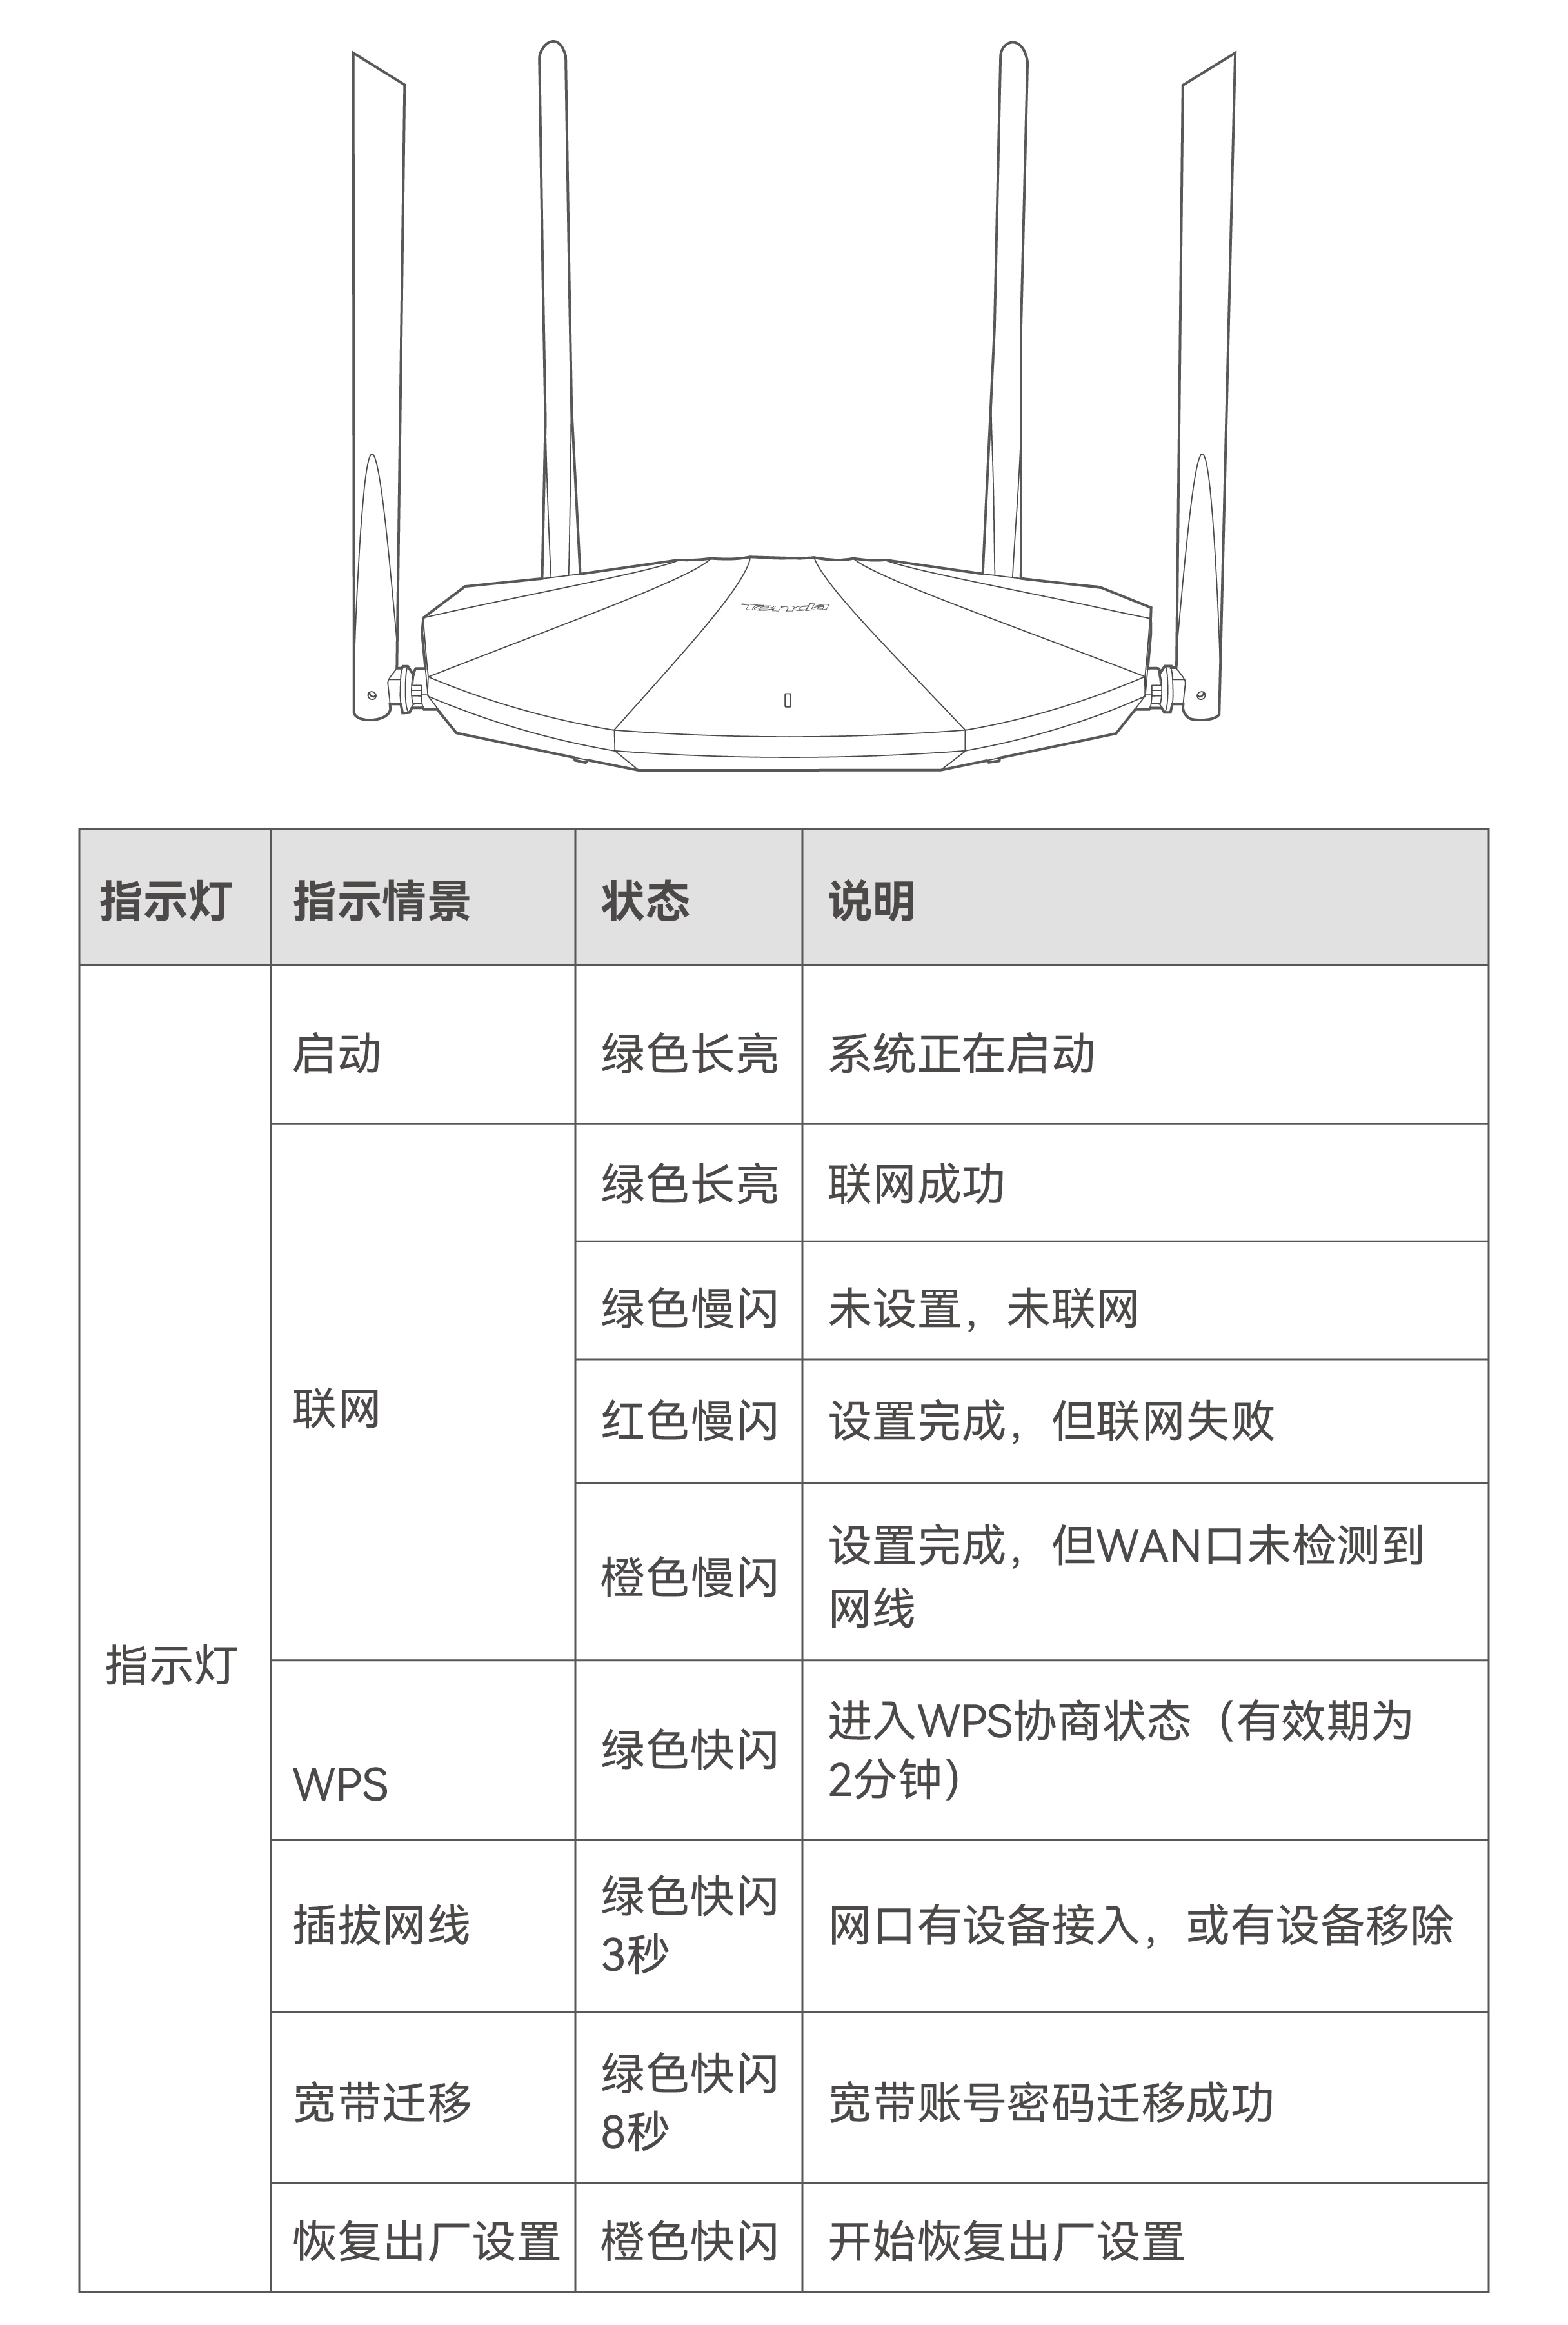 Tenda
指示灯 指示情景 状态 说明
启动 绿色长亮 系统正在启动
绿色长亮 联网成功
绿色慢闪 未设置，未联网
联网
红色慢闪 设置完成，但联网失败
橙色慢闪 设置完成，但WAN口未检测到
网线
指示灯
WPS 绿色快闪 进入WPS协商状态（有效期为
2分钟）
插拔网线 绿色快闪
3秒
网口有设备接入，或有设备移除
宽带迁移 绿色快闪
8秒
宽带账号密码迁移成功
恢复出厂设置 橙色快闪 开始恢复出厂设置